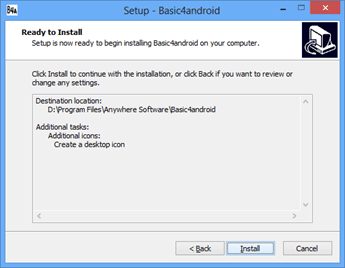 B4A
Setup - Basic4android
Ready to Install
Setup is now ready to begin installing Basic4android on your computer.
Click Install to continue with the installation, or click Back if you want to review or
change any settings.
Destination location:
D:\Program Files\Anywhere Software\Basic4android
Additional tasks:
Additional icons:
Create a desktop icon
< Back
Install
Cancel